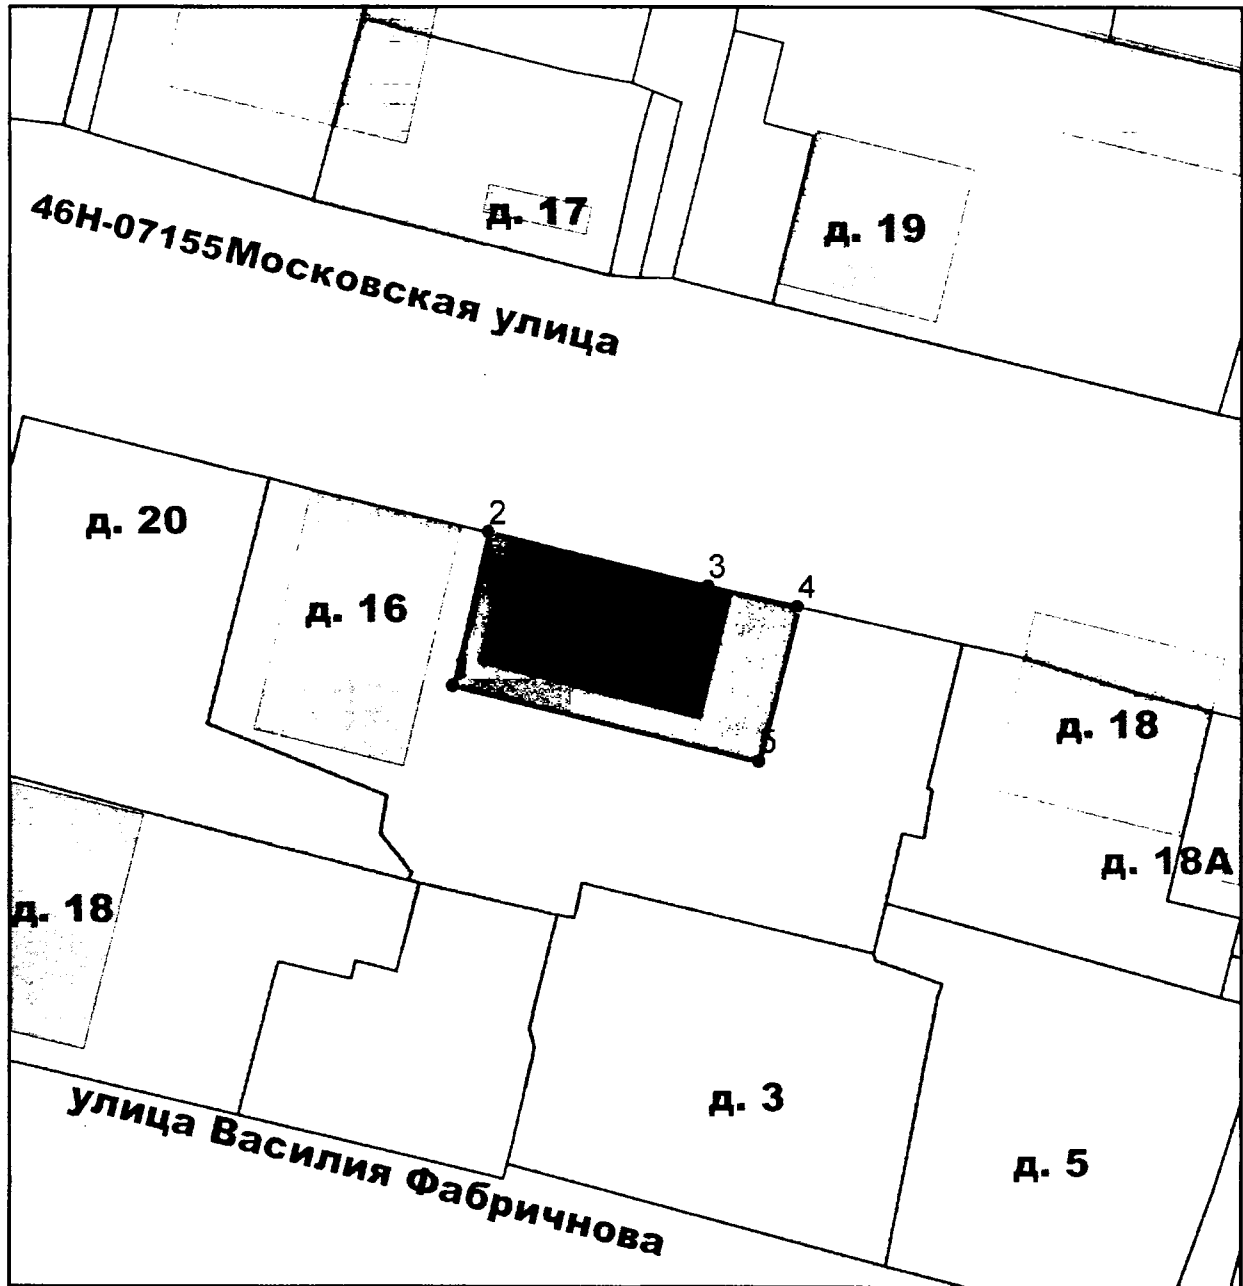 д. 17
д. 19
46Н-07155Московская улица
2
д. 20
3
4
д. 16
д. 18
5
д. 18А
д. 18
д. 3
улица Василия Фабричнова
д. 5